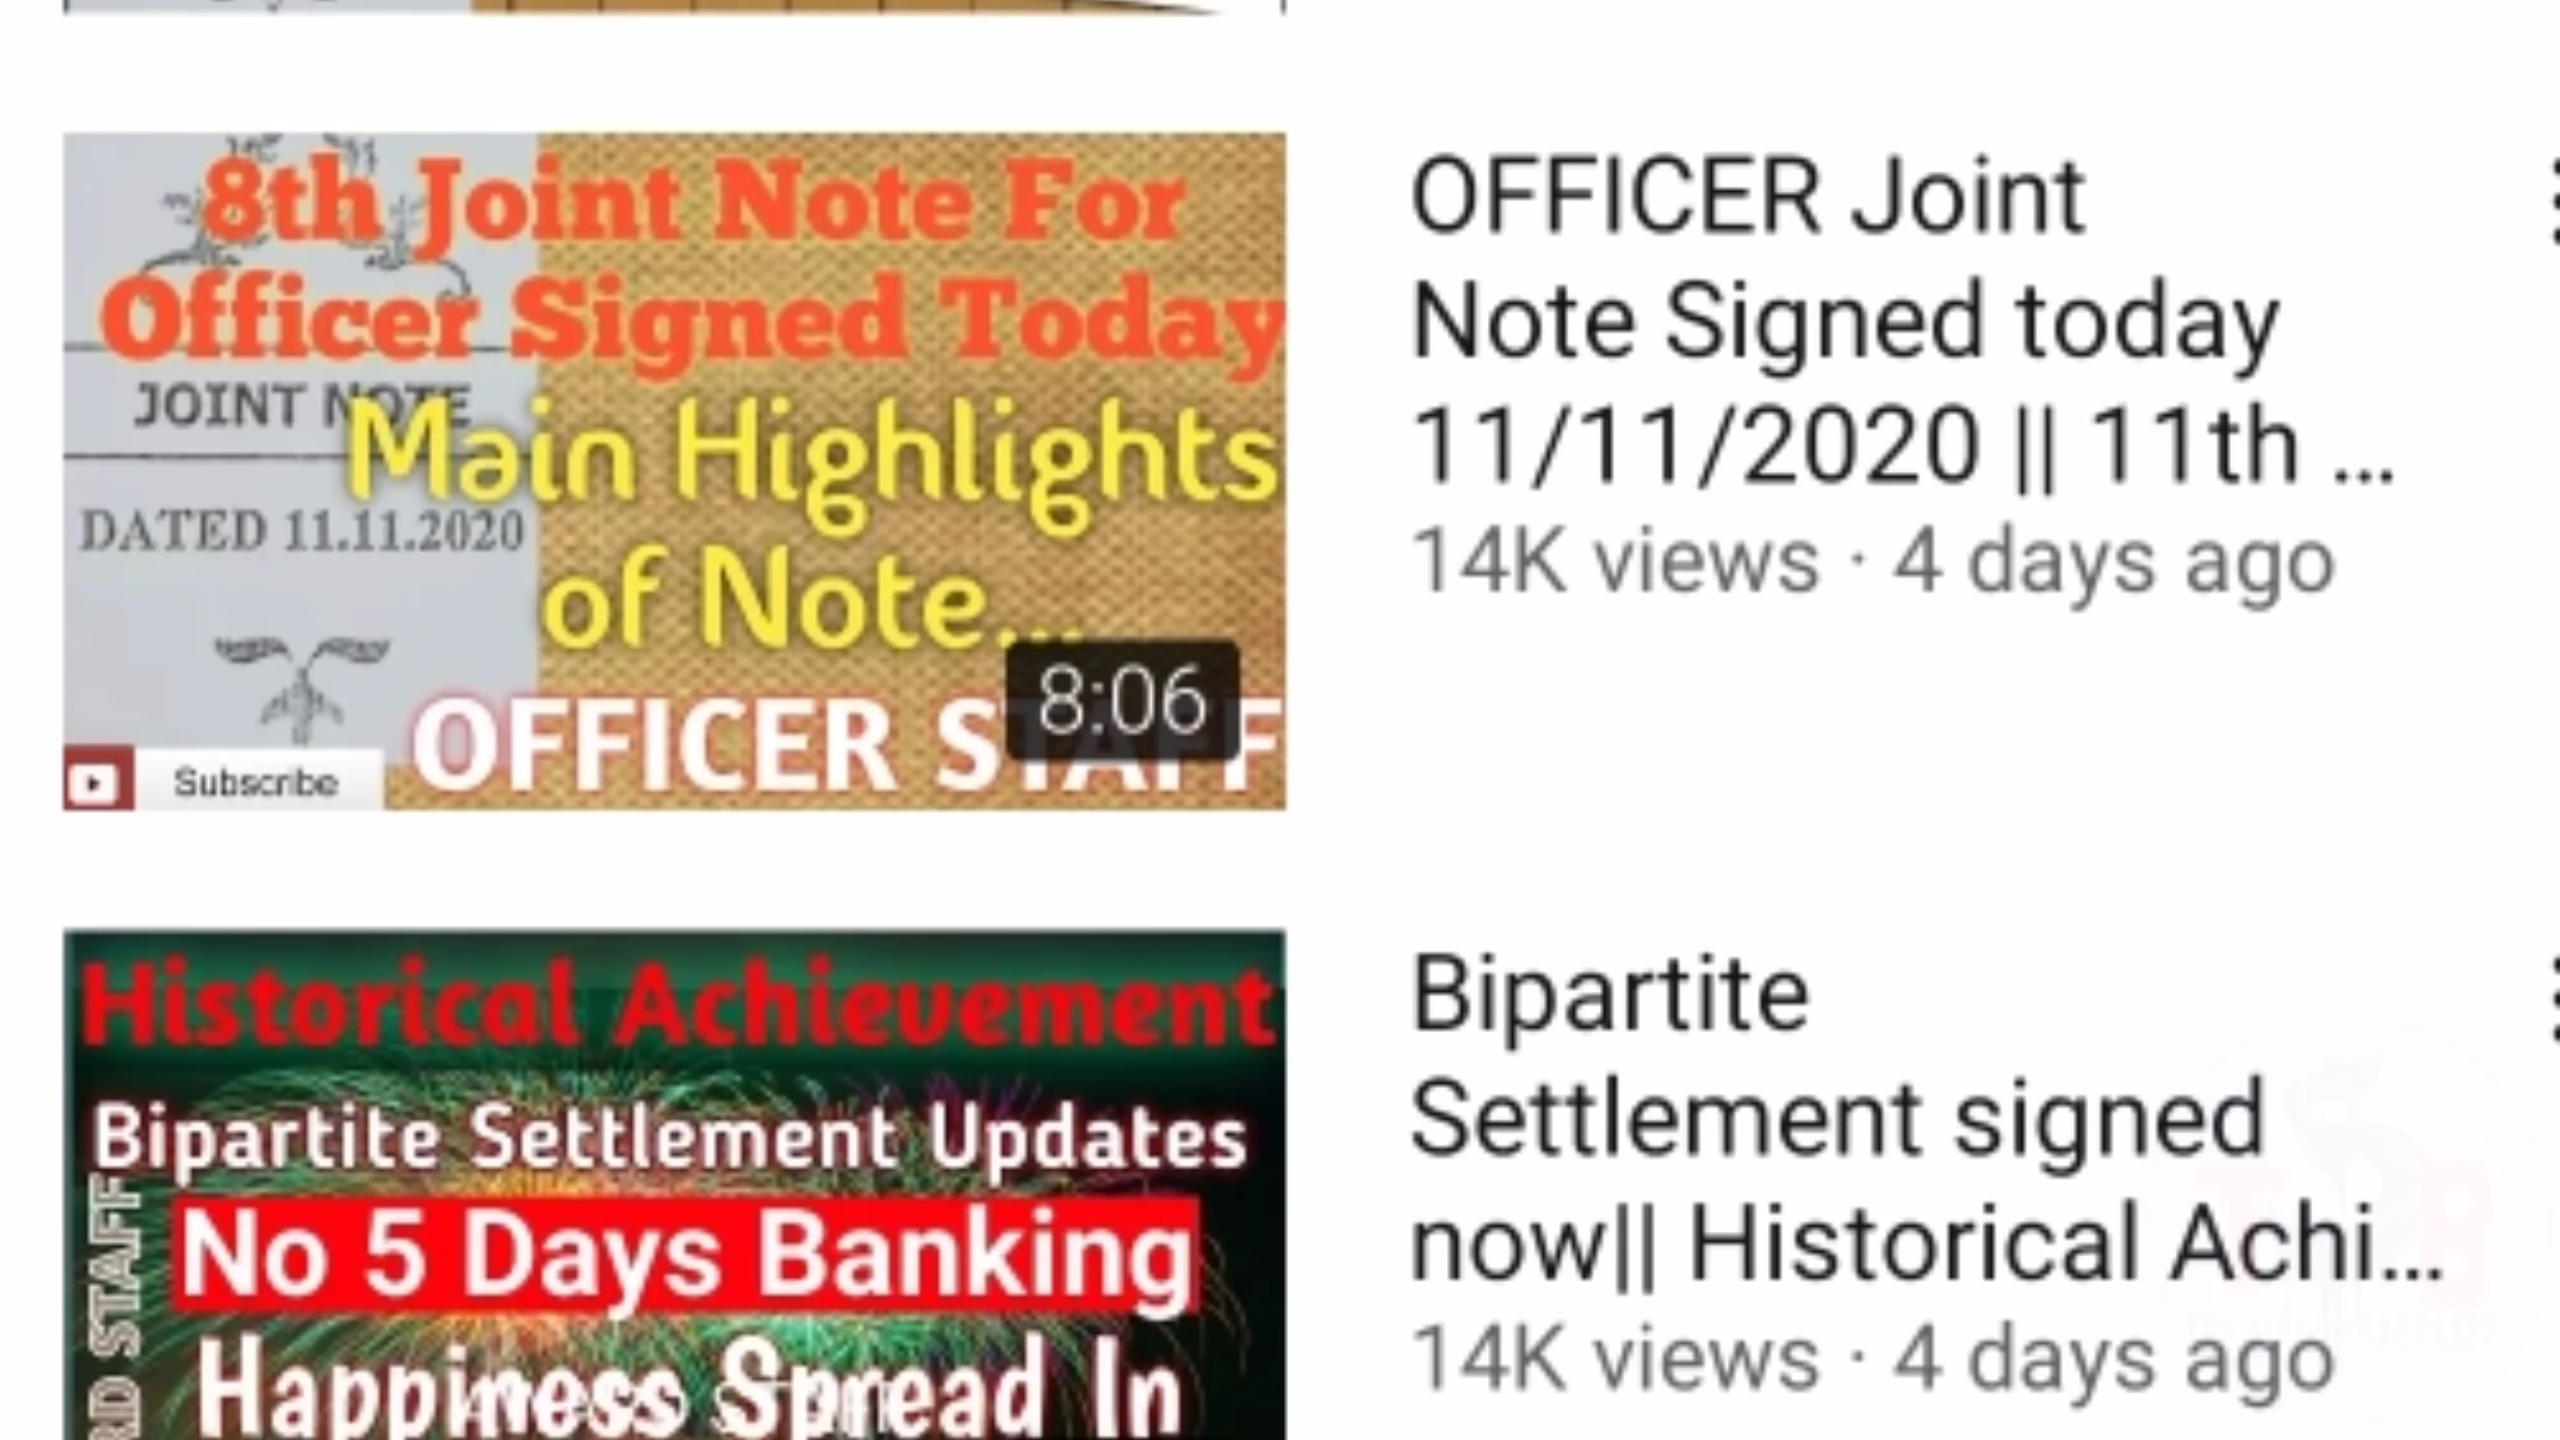 8th Joint Note For
Officer Signed Today
JOINT NOTE
Main Highlights
DATED 11.11.2020
of Note...
8:06
OFFICER STAFF
Subscribe
OFFICER Joint
Note Signed today
11/11/2020 || 11th ...
14K views · 4 days ago
Historical Achievement
Bipartite Settlement Updates
No 5 Days Banking
Happiness Spread In
STAFF
Bipartite
Settlement signed
now|| Historical Achi...
14K views · 4 days ago